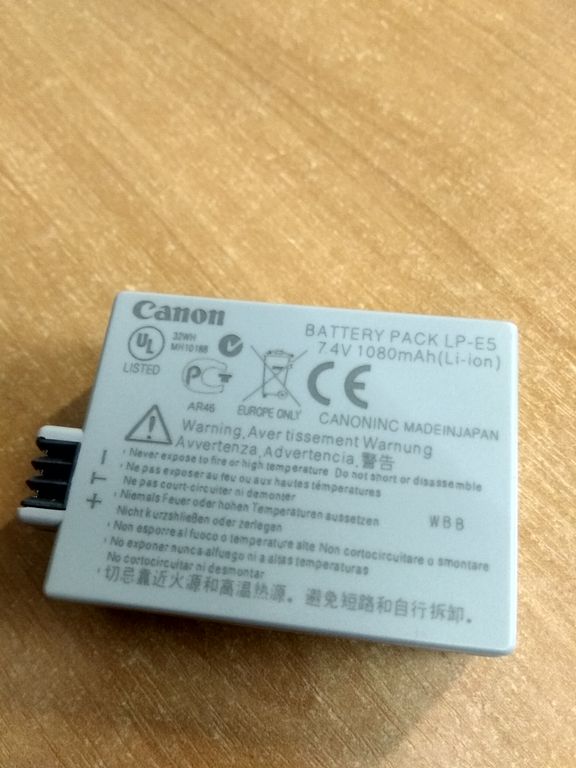 Canon
BATTERY PACK LP-E5
7.4V 1080mAh(Li-ion)
UL
LISTED
32WH
MH10188
PCT
AR46
EUROPE ONLY
CE
CANONINC MADEINJAPAN
Warning, Aver tissement Warnung
Avvertenza, Advertencia, 警告
Never expose to fire or high temperature Do not short or disassemble
Ne pas exposer au feu ou aux hautes températures
Ne pas court-circuiter ni demonter
Niemals Feuer oder hohen Temperaturen aussetzen
Nicht kurzshließen oder zerlegen
WBB
Non esporre al fuoco o temperature alte Non cortocircuitare o smontare
No exponer nunca alfuego ni a altas temperaturas
No cortocircuitar ni desmontar
切忌靠近火源和高温热源。避免短路和自行拆卸.
− T +